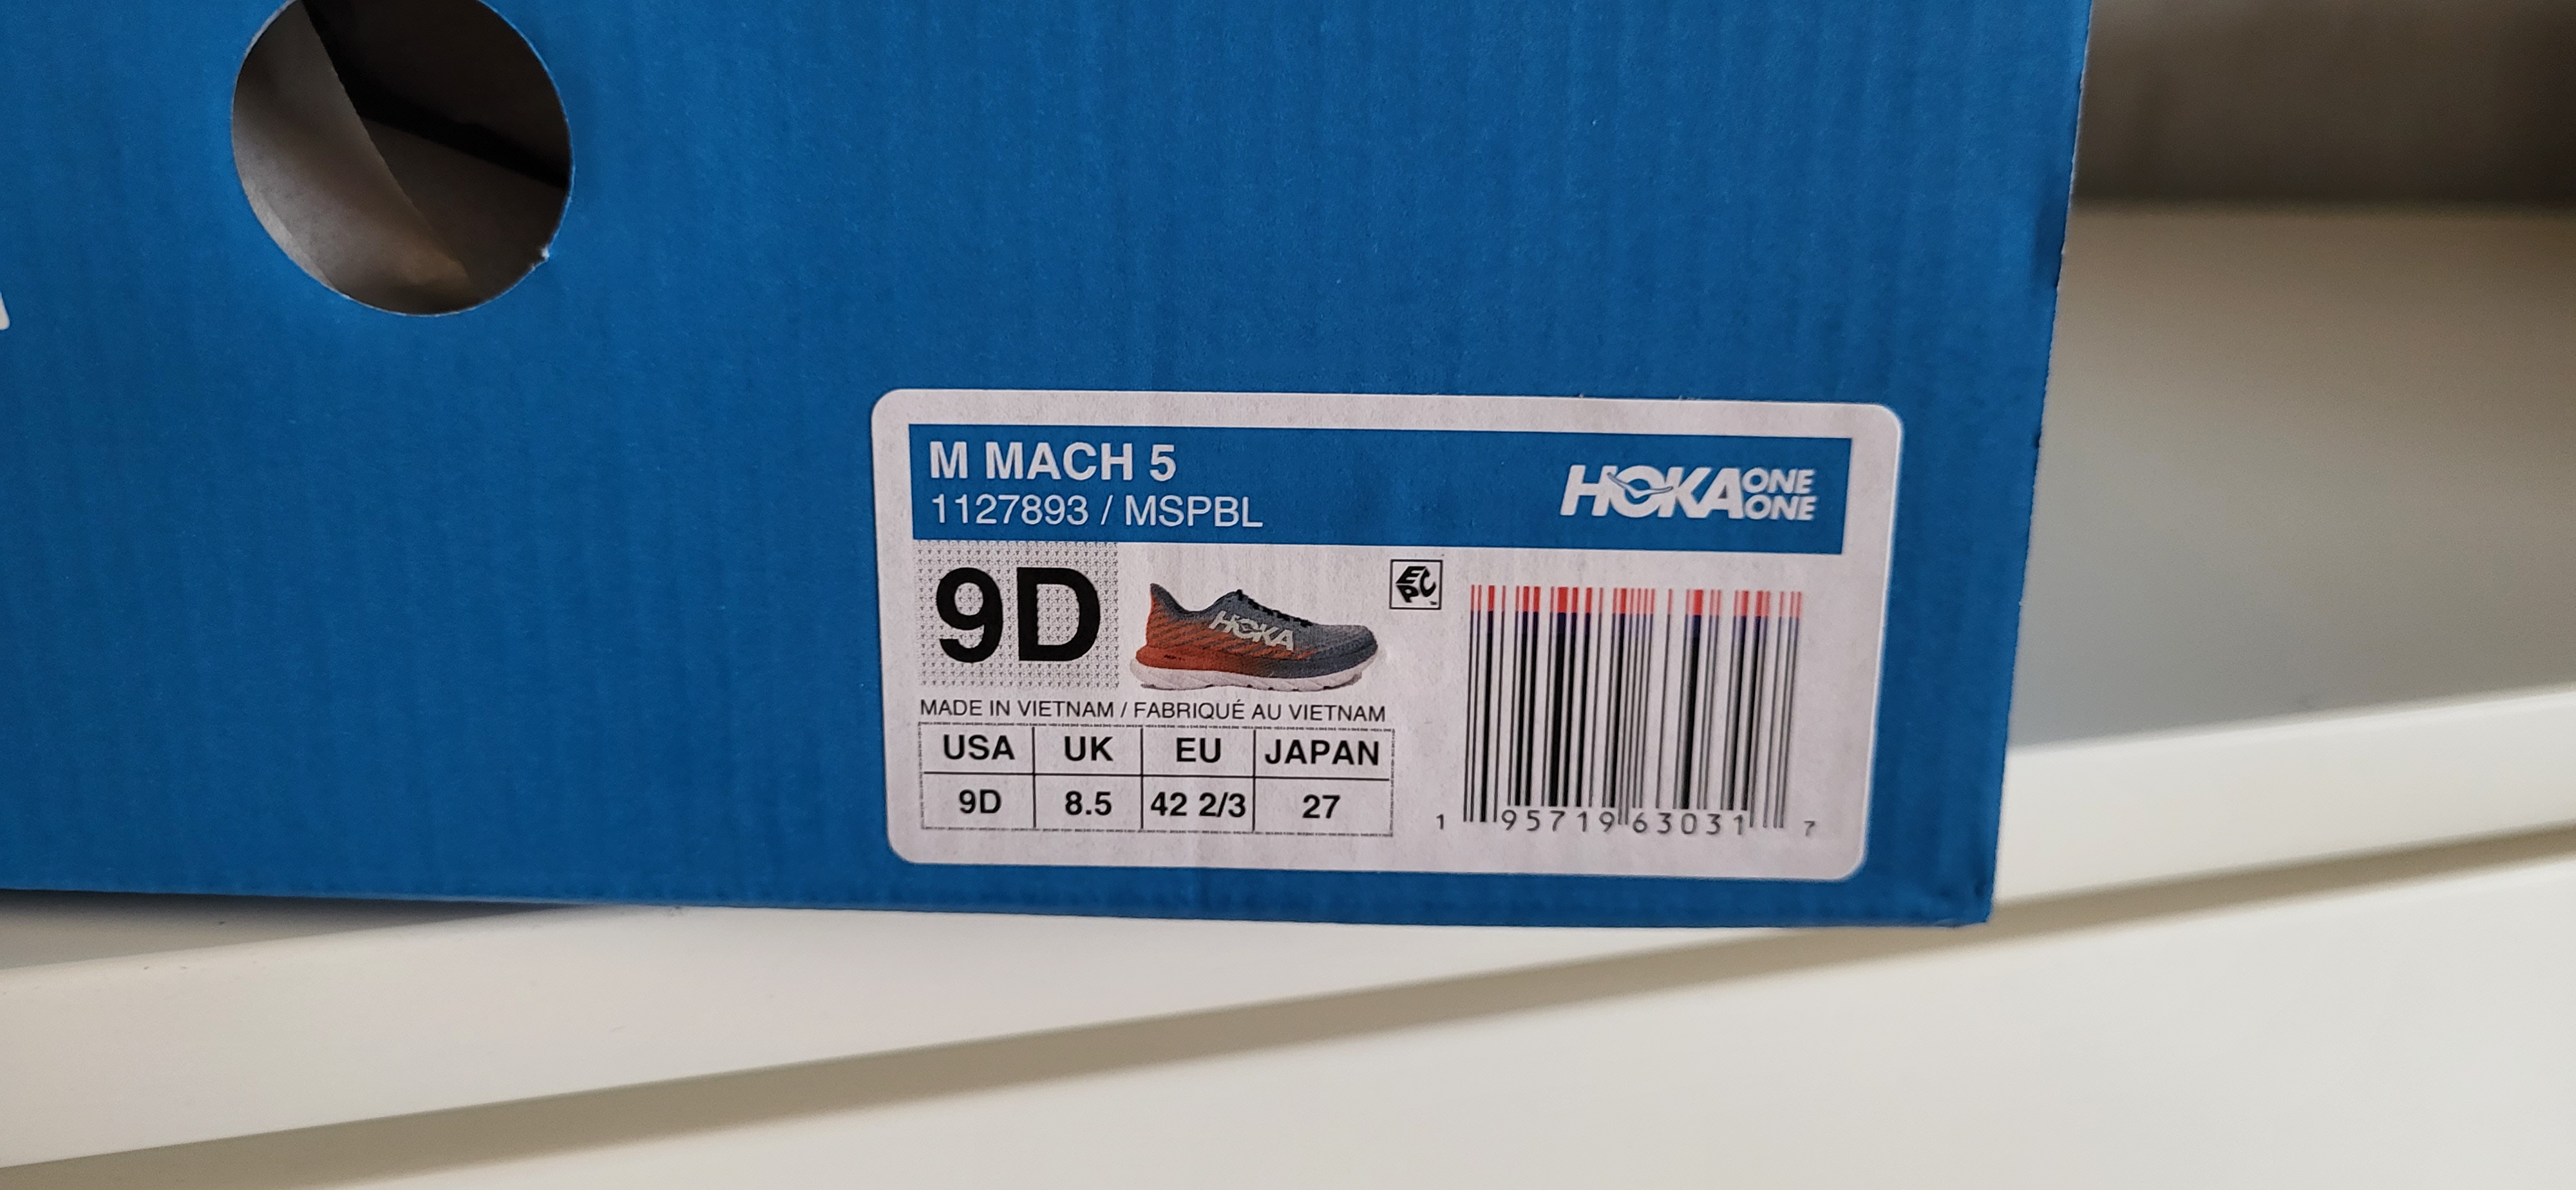 M MACH 5
1127893 / MSPBL
HOKA ONE ONE
9D
HOKA
EPC
MADE IN VIETNAM / FABRIQUÉ AU VIETNAM
USA UK EU JAPAN
9D 8.5 42 2/3 27
1 95719 63031 7